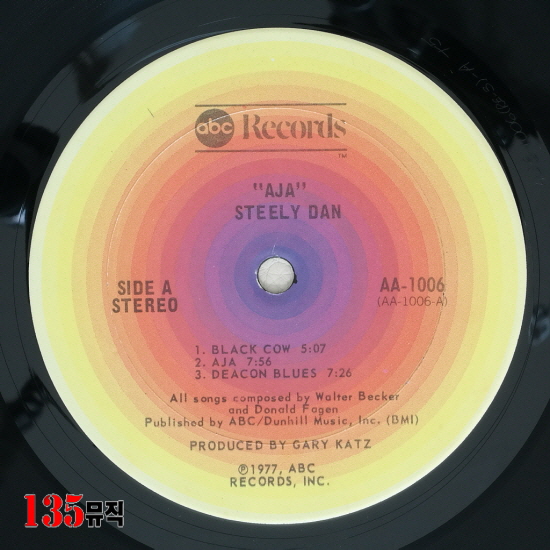 abc Records
TM
"AJA"
STEELY DAN
SIDE A
STEREO
AA-1006
(AA-1006-A)
1. BLACK COW 5:07
2. AJA 7:56
3. DEACON BLUES 7:26
All songs composed by Walter Becker
and Donald Fagen
Published by ABC/Dunhill Music, Inc. (BMI)
PRODUCED BY GARY KATZ
℗1977, ABC
RECORDS, INC.
135뮤직